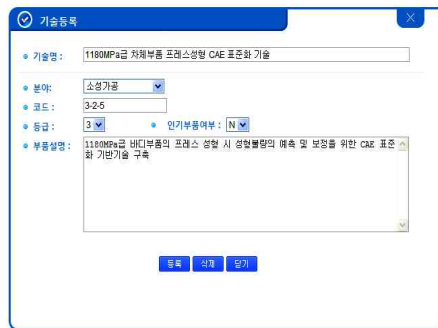 기술등록
기술명 : 1180MPa급 차체부품 프레스성형 CAE 표준화 기술
분야: 소성가공
코드 : 3-2-5
등급 : 3 인기부품여부 : N
부품설명 : 1180MPa급 바디부품의 프레스 성형 시 성형불량의 예측 및 보정을 위한 CAE 표준
화 기반기술 구축
등록 삭제 닫기